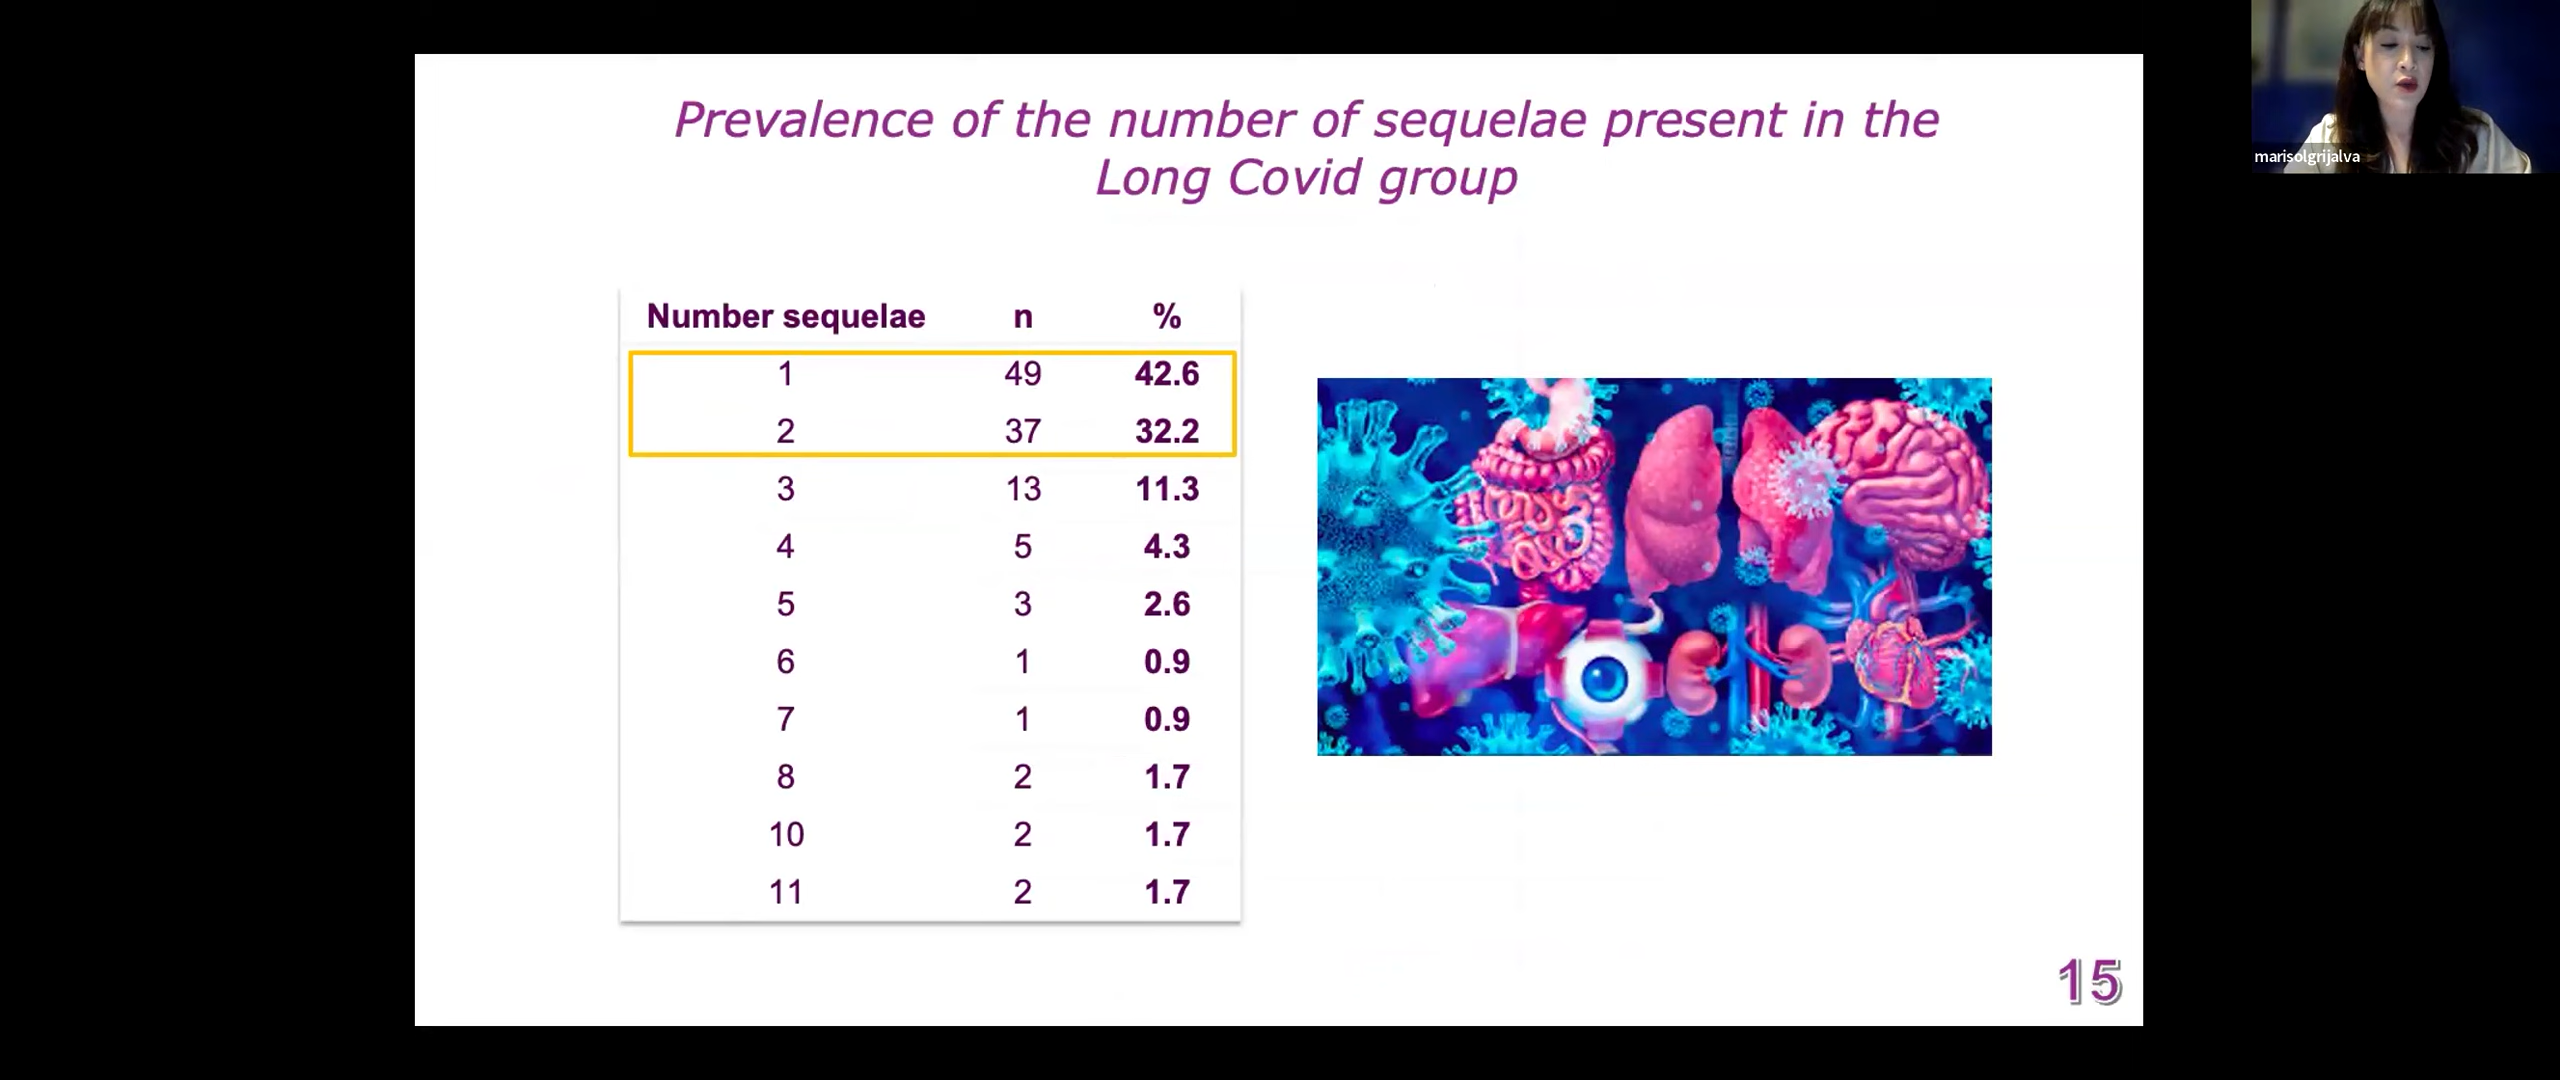 Prevalence of the number of sequelae present in the
Long Covid group
marisolgrijalva
Number sequelae n %
1 49 42.6
2 37 32.2
3 13 11.3
4 5 4.3
5 3 2.6
6 1 0.9
7 1 0.9
8 2 1.7
10 2 1.7
11 2 1.7
15